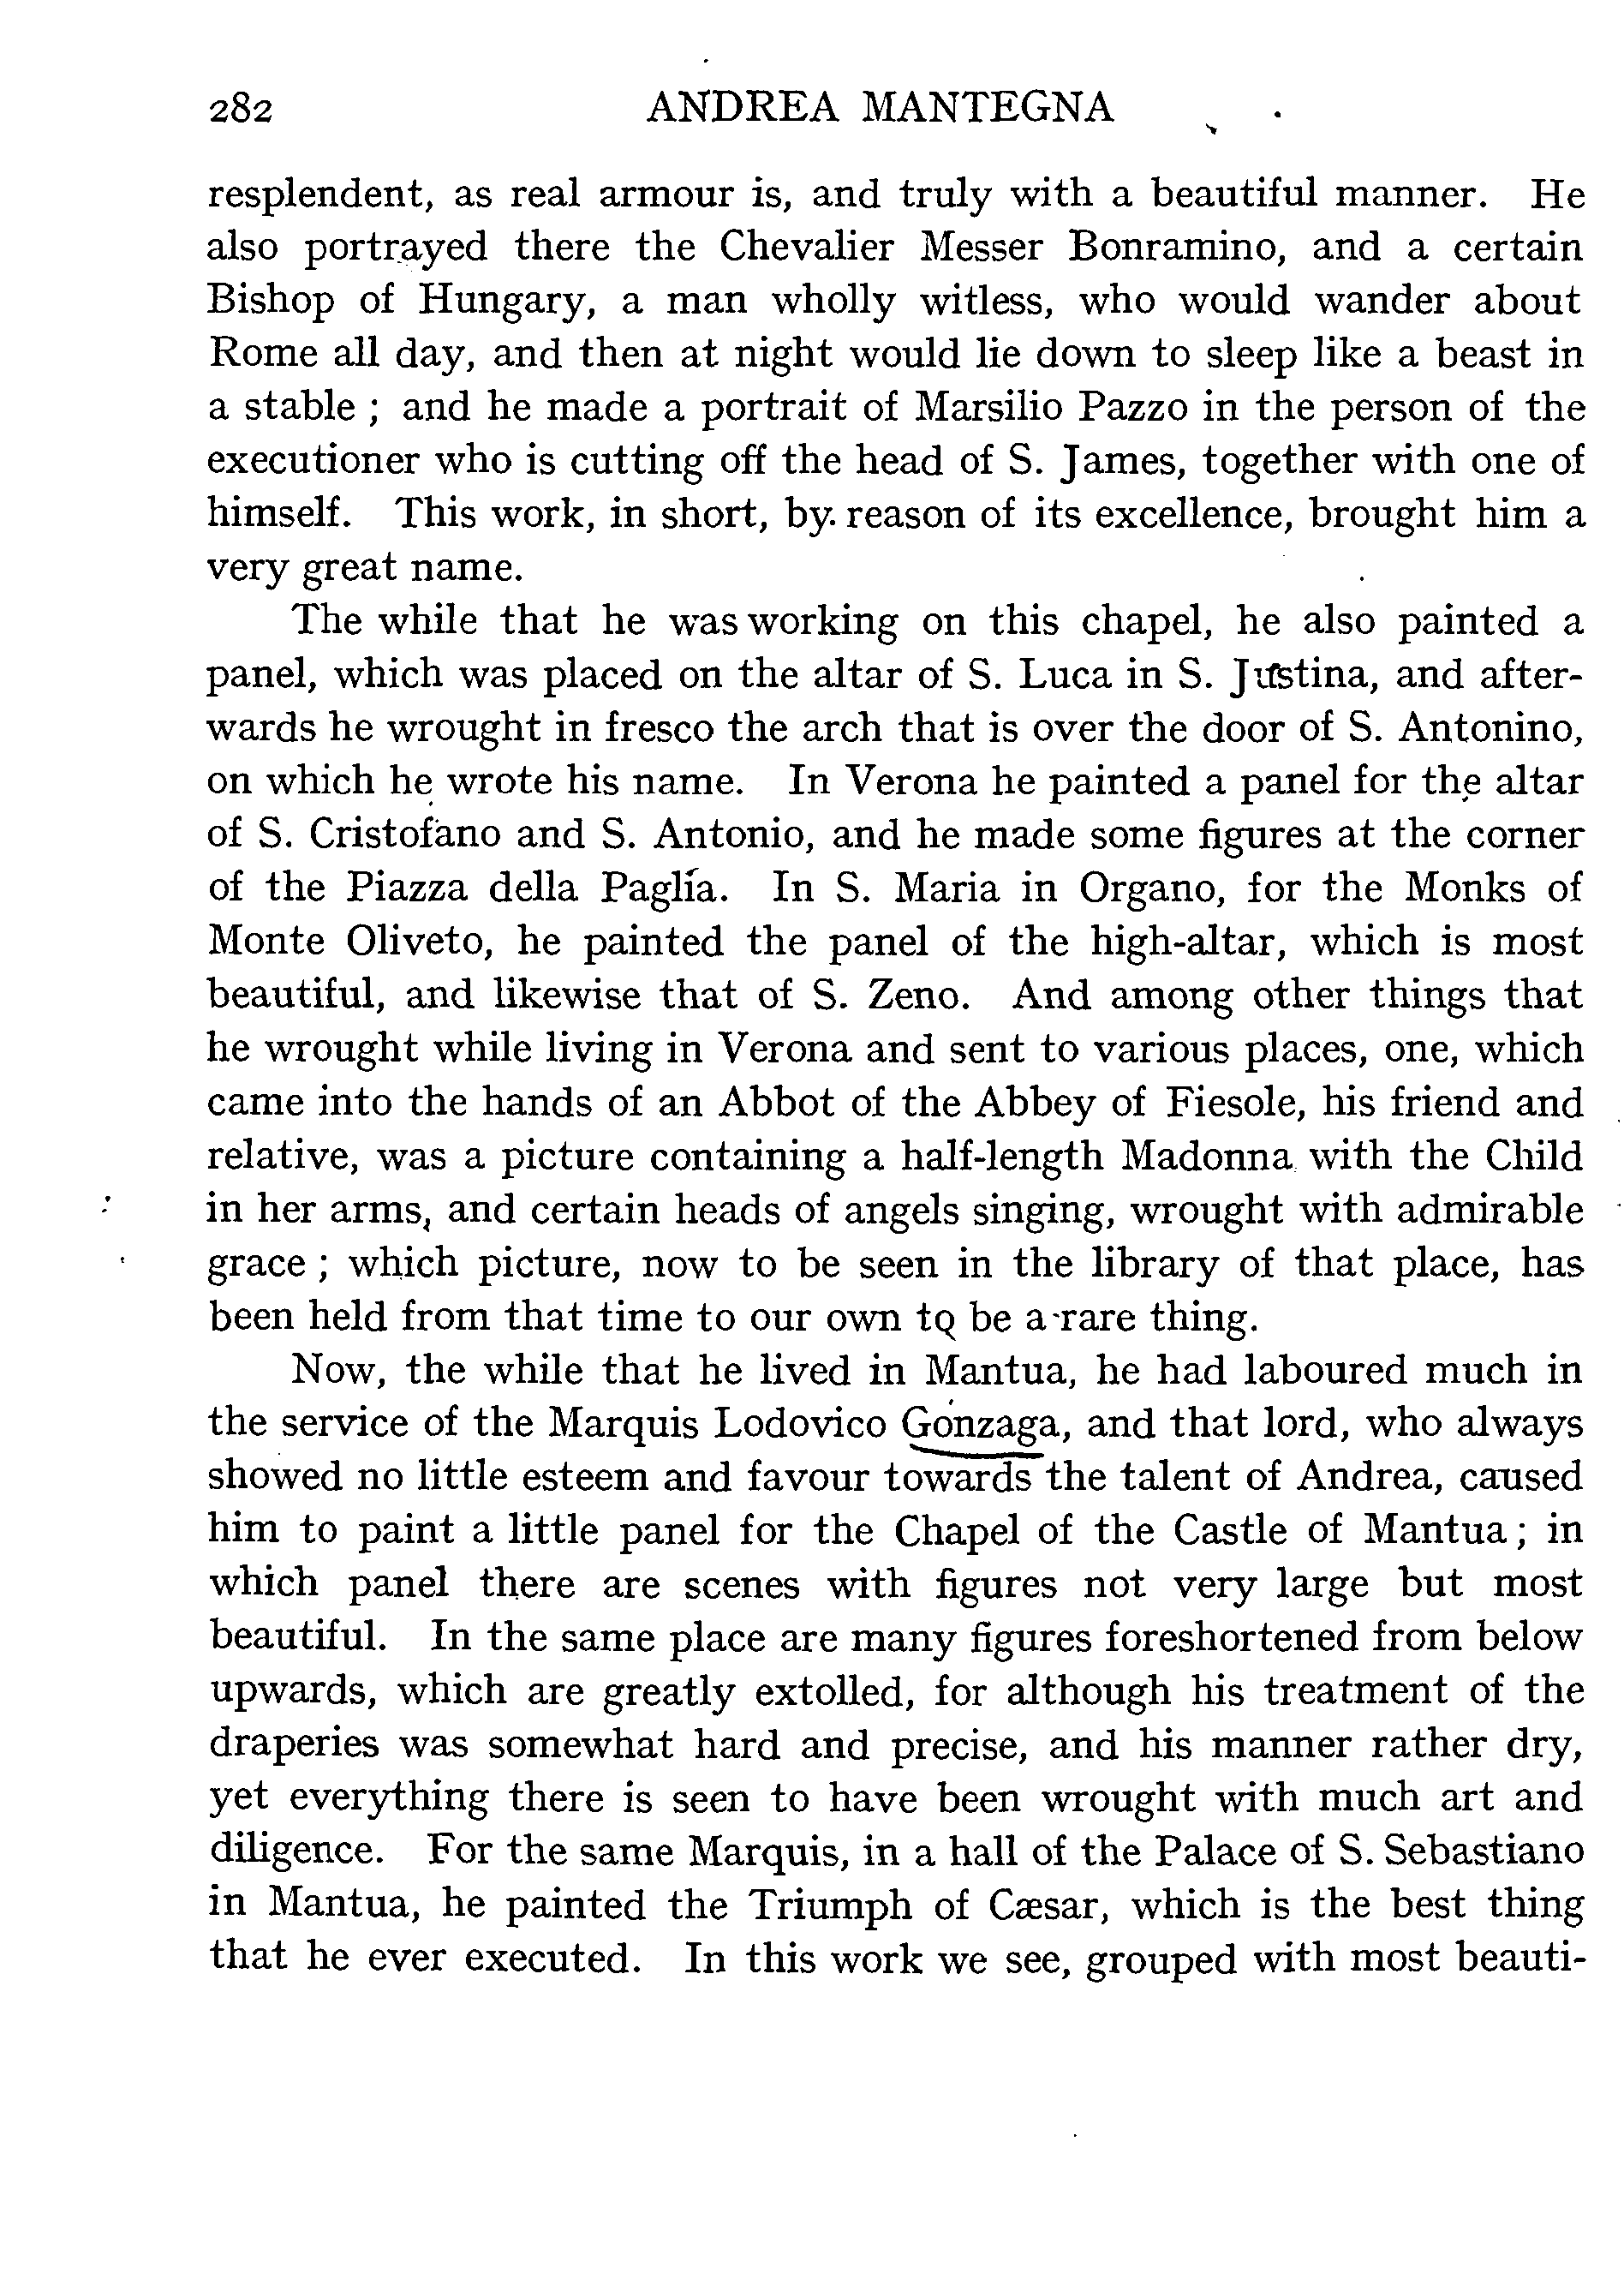 282 ANDREA MANTEGNA
resplendent, as real armour is, and truly with a beautiful manner. He
also portrayed there the Chevalier Messer Bonramino, and a certain
Bishop of Hungary, a man wholly witless, who would wander about
Rome all day, and then at night would lie down to sleep like a beast in
a stable ; and he made a portrait of Marsilio Pazzo in the person of the
executioner who is cutting off the head of S. James, together with one of
himself. This work, in short, by reason of its excellence, brought him a
very great name.
The while that he was working on this chapel, he also painted a
panel, which was placed on the altar of S. Luca in S. Justina, and after-
wards he wrought in fresco the arch that is over the door of S. Antonino,
on which he wrote his name. In Verona he painted a panel for the altar
of S. Cristofano and S. Antonio, and he made some figures at the corner
of the Piazza della Paglia. In S. Maria in Organo, for the Monks of
Monte Oliveto, he painted the panel of the high-altar, which is most
beautiful, and likewise that of S. Zeno. And among other things that
he wrought while living in Verona and sent to various places, one, which
came into the hands of an Abbot of the Abbey of Fiesole, his friend and
relative, was a picture containing a half-length Madonna with the Child
in her arms, and certain heads of angels singing, wrought with admirable
grace ; which picture, now to be seen in the library of that place, has
been held from that time to our own to be a rare thing.
Now, the while that he lived in Mantua, he had laboured much in
the service of the Marquis Lodovico Gonzaga, and that lord, who always
showed no little esteem and favour towards the talent of Andrea, caused
him to paint a little panel for the Chapel of the Castle of Mantua ; in
which panel there are scenes with figures not very large but most
beautiful. In the same place are many figures foreshortened from below
upwards, which are greatly extolled, for although his treatment of the
draperies was somewhat hard and precise, and his manner rather dry,
yet everything there is seen to have been wrought with much art and
diligence. For the same Marquis, in a hall of the Palace of S. Sebastiano
in Mantua, he painted the Triumph of Cæsar, which is the best thing
that he ever executed. In this work we see, grouped with most beauti-